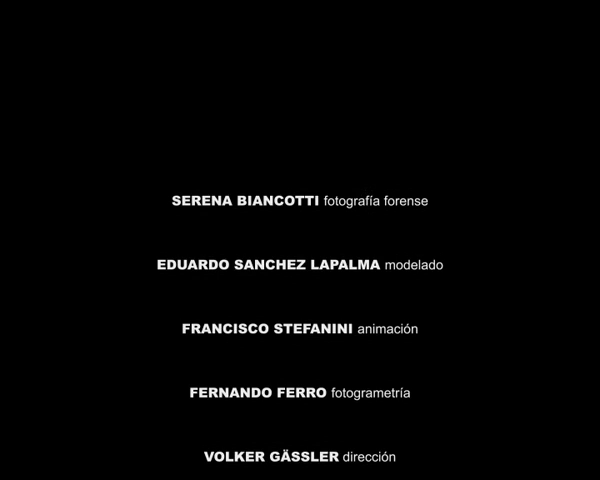 SERENA BIANCOTTI fotografía forense
EDUARDO SANCHEZ LAPALMA modelado
FRANCISCO STEFANINI animación
FERNANDO FERRO fotogrametría
VOLKER GÄSSLER dirección